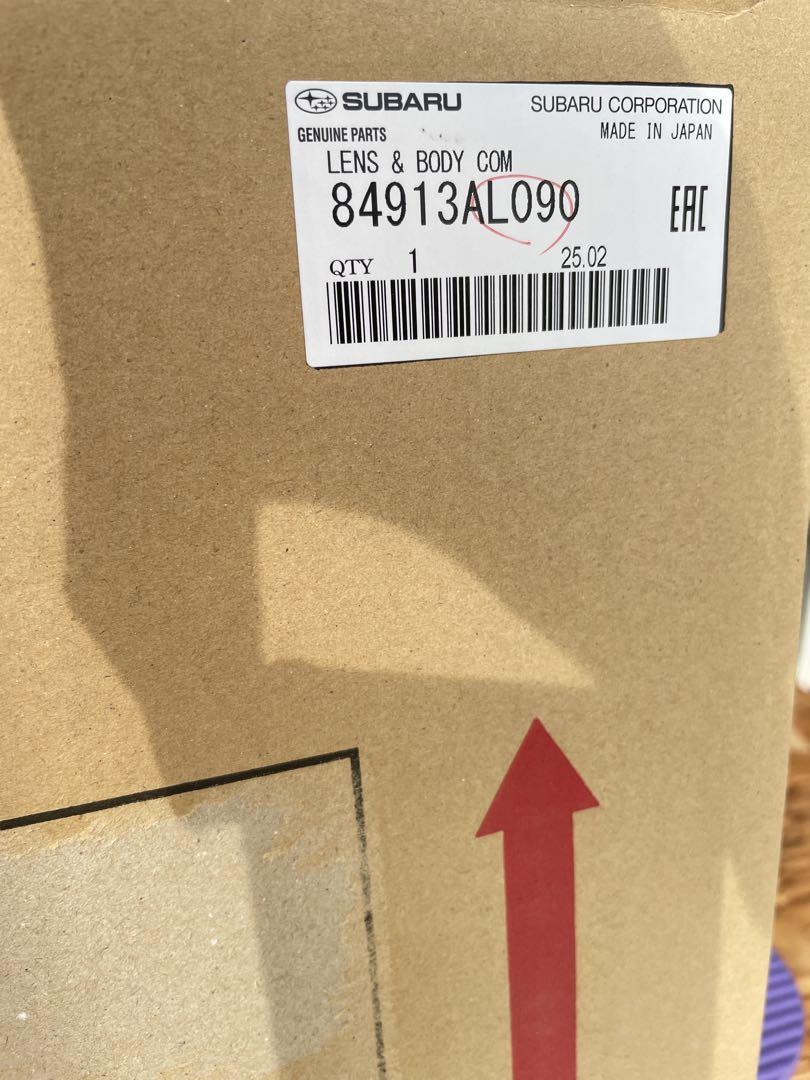 SUBARU SUBARU CORPORATION
GENUINE PARTS MADE IN JAPAN
LENS & BODY COM
84913AL090 EAC
QTY 1 25.02